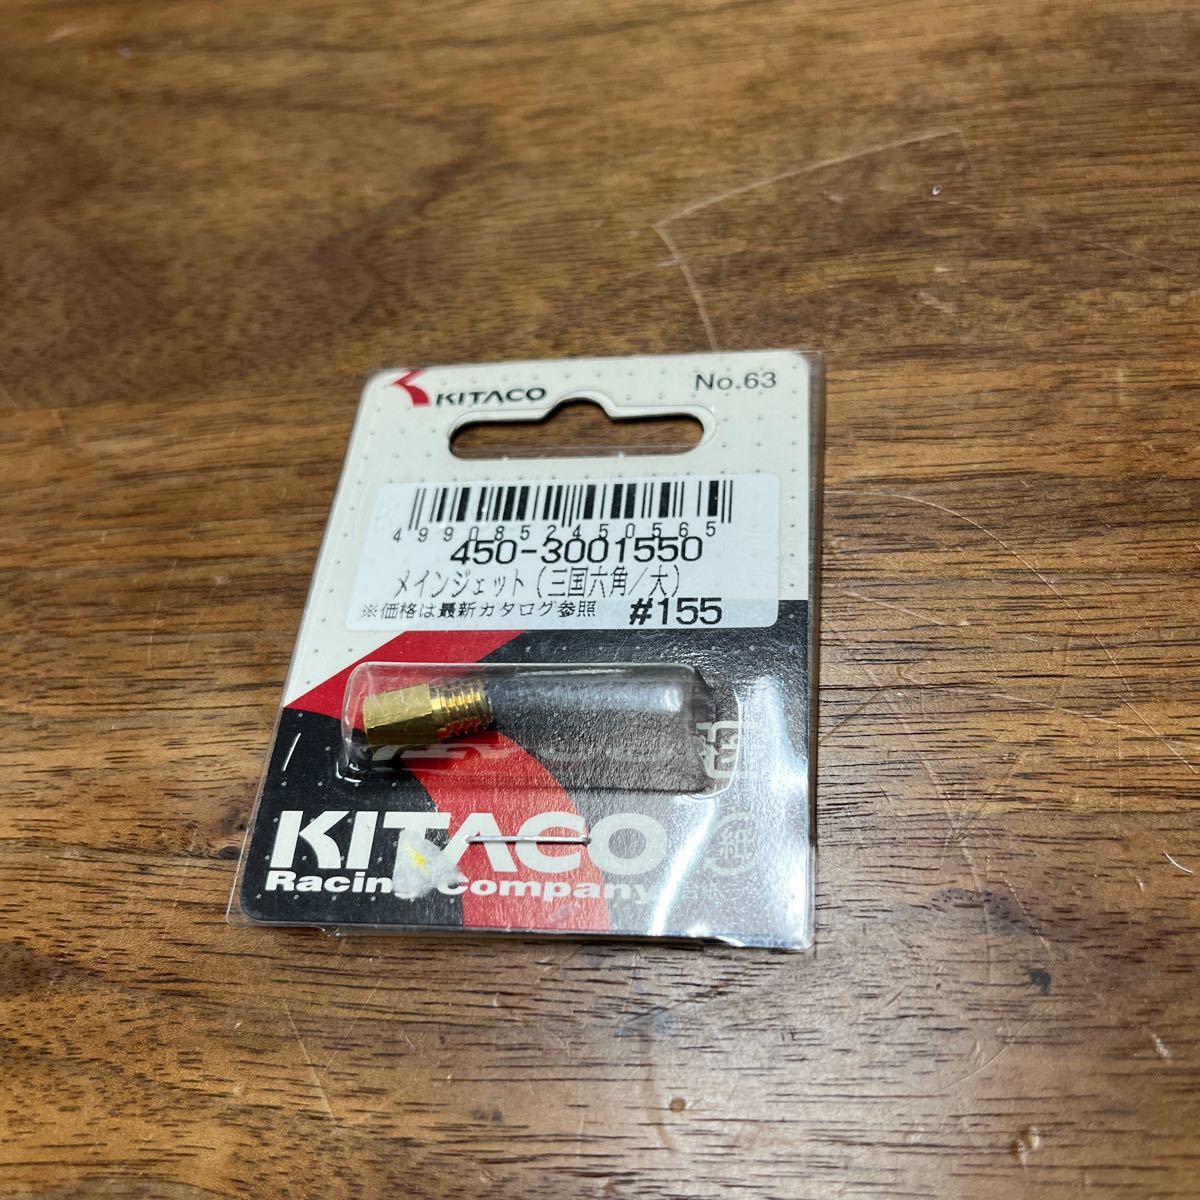 KITACO
No.63
4990852450565
450-3001550
メインジェット(三国六角/大)
※価格は最新カタログ参照 #155
KITACO
Racing Company